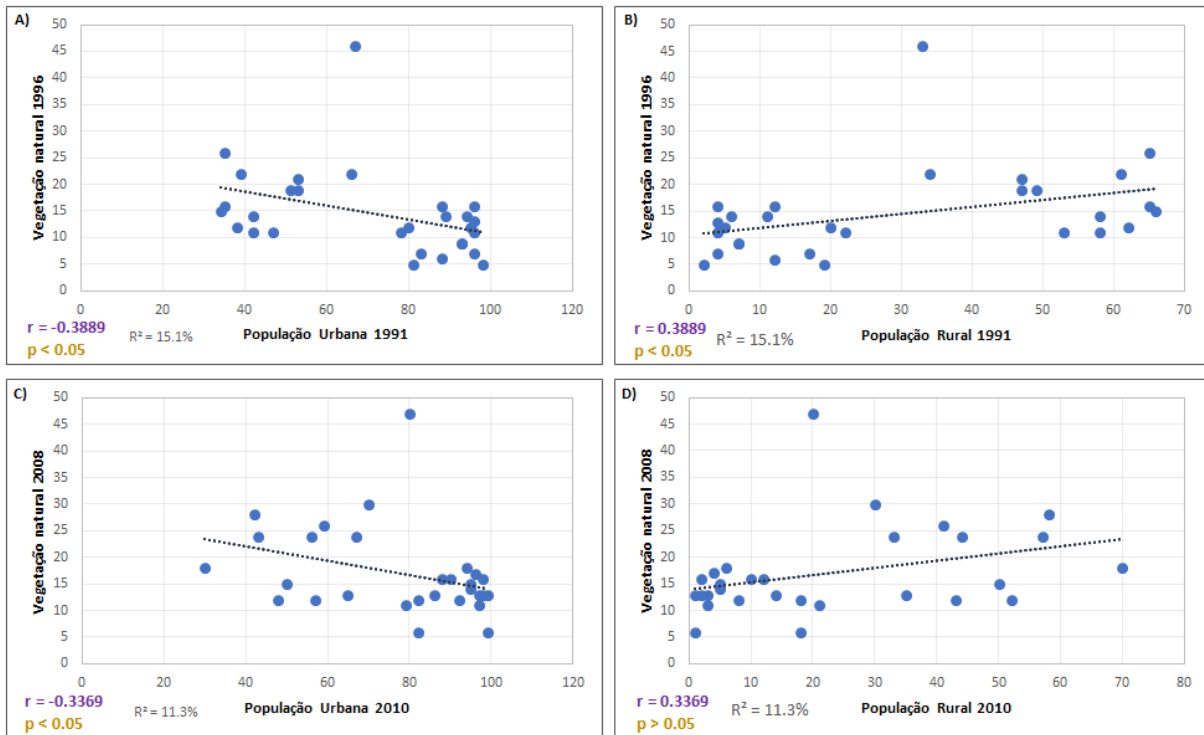 A)
Vegetação natural 1996
50
45
40
35
30
25
20
15
10
5
0
0 20 40 60 80 100 120
População Urbana 1991
r = -0.3889
R² = 15.1%
p < 0.05
B)
Vegetação natural 1996
50
45
40
35
30
25
20
15
10
5
0
0 10 20 30 40 50 60 70
População Rural 1991
r = 0.3889
R² = 15.1%
p < 0.05
C)
Vegetação natural 2008
50
45
40
35
30
25
20
15
10
5
0
0 20 40 60 80 100 120
População Urbana 2010
r = -0.3369
R² = 11.3%
p < 0.05
D)
Vegetação natural 2008
50
45
40
35
30
25
20
15
10
5
0
0 10 20 30 40 50 60 70 80
População Rural 2010
r = 0.3369
R² = 11.3%
p > 0.05